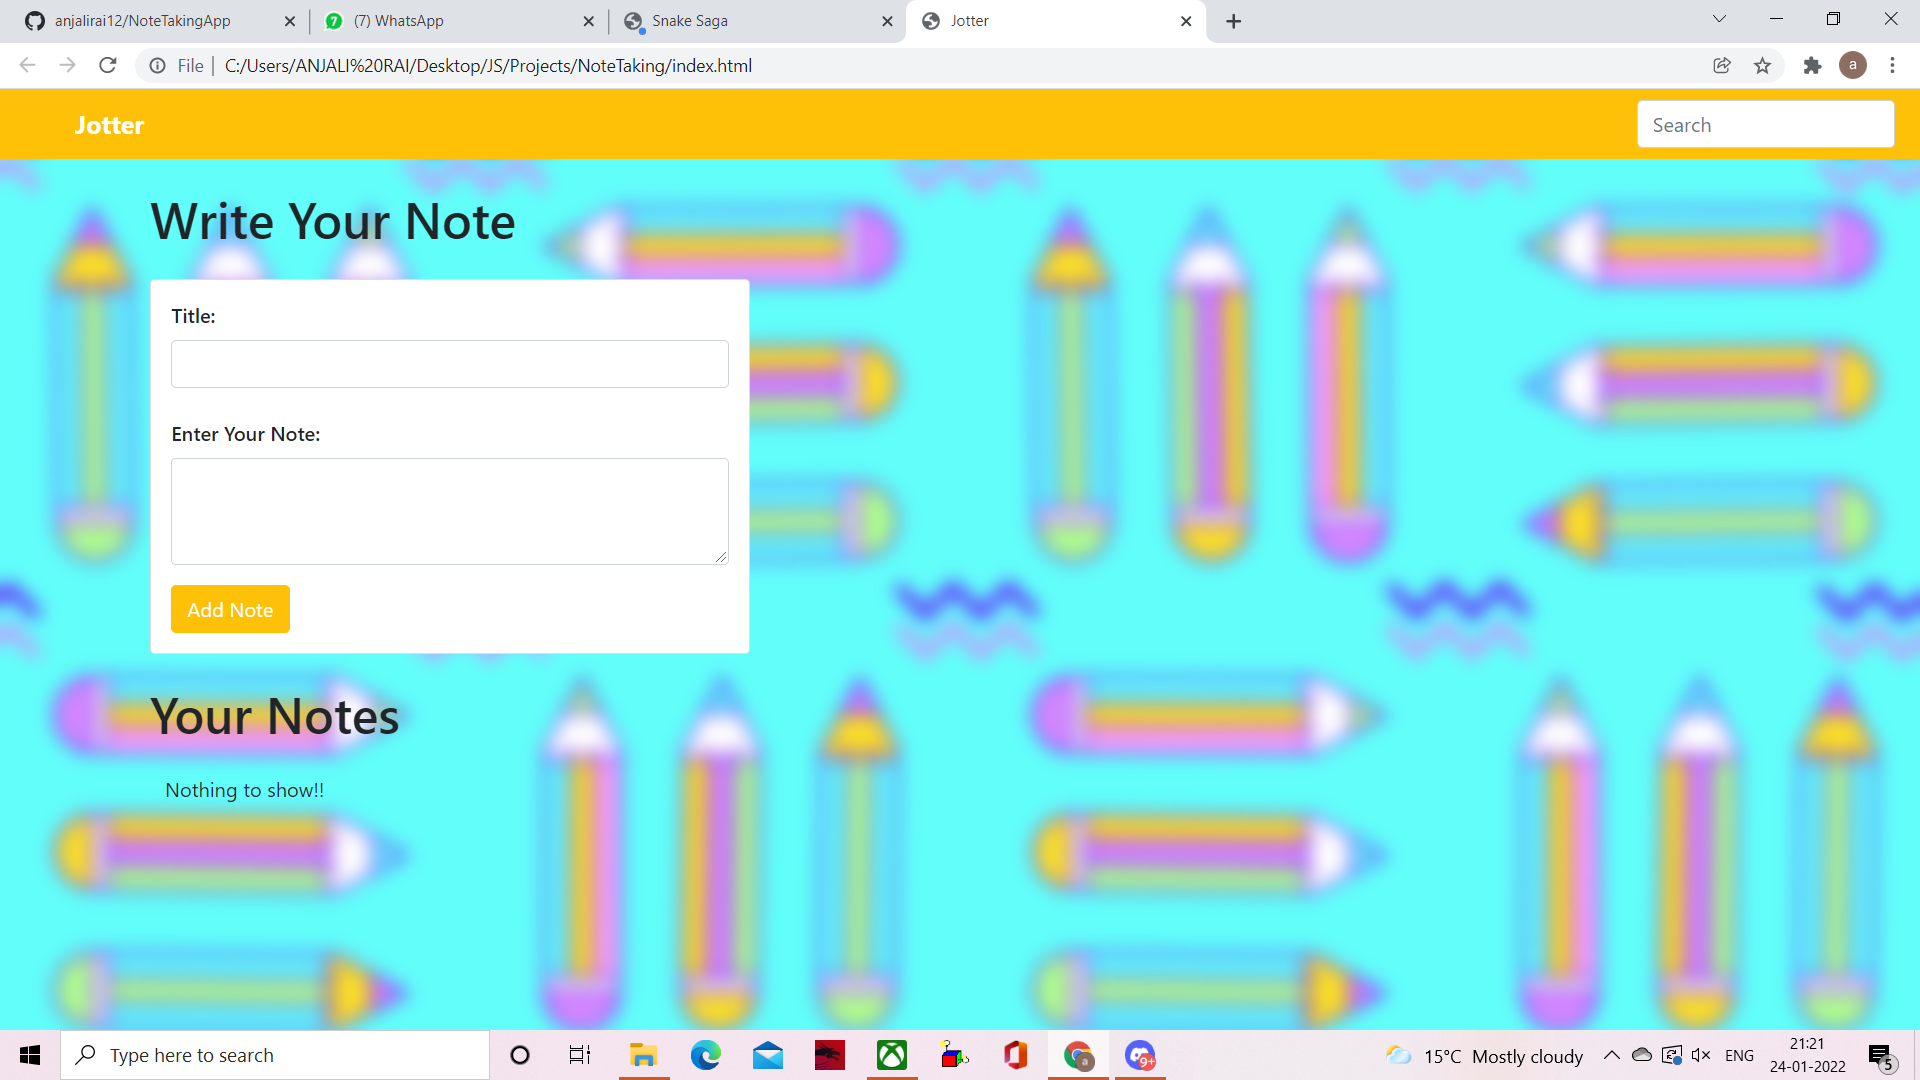 anjalirai12/NoteTakingApp
(7) WhatsApp
Snake Saga
Jotter
File
C:/Users/ANJALI%20RAI/Desktop/JS/Projects/NoteTaking/index.html
a
Jotter
Search
Write Your Note
Title:
Enter Your Note:
Add Note
Your Notes
Nothing to show!!
Type here to search
a
9+
15°C Mostly cloudy
ENG
21:21
24-01-2022
5